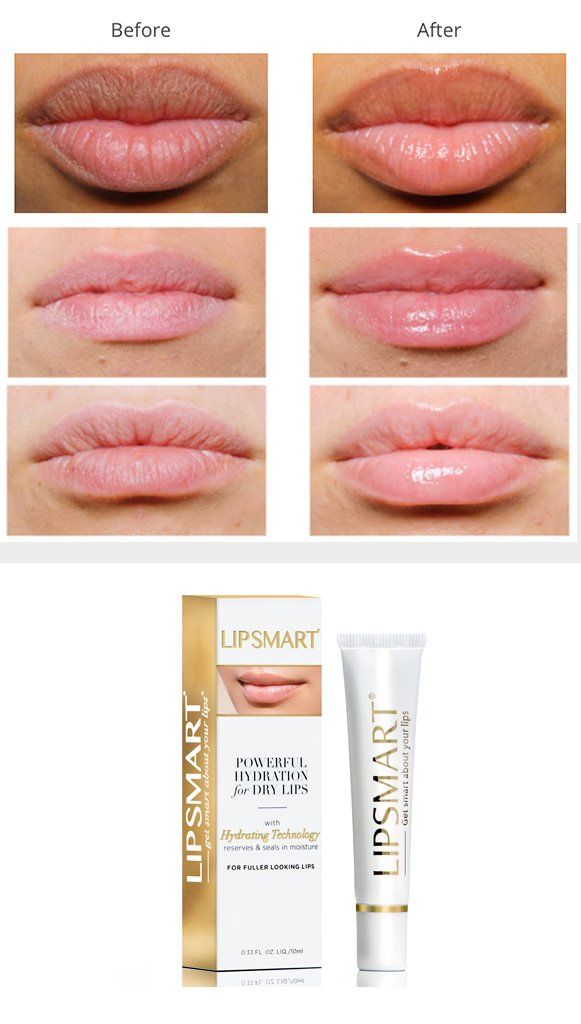 Before
After
LIPSMART®
get smart about your lips®
LIPSMART®
POWERFUL
HYDRATION
for DRY LIPS
with
Hydrating Technology
reserves & seals in moisture
FOR FULLER LOOKING LIPS
0.33 FL OZ LIQ./10ml
LIPSMART®
Get smart about your lips